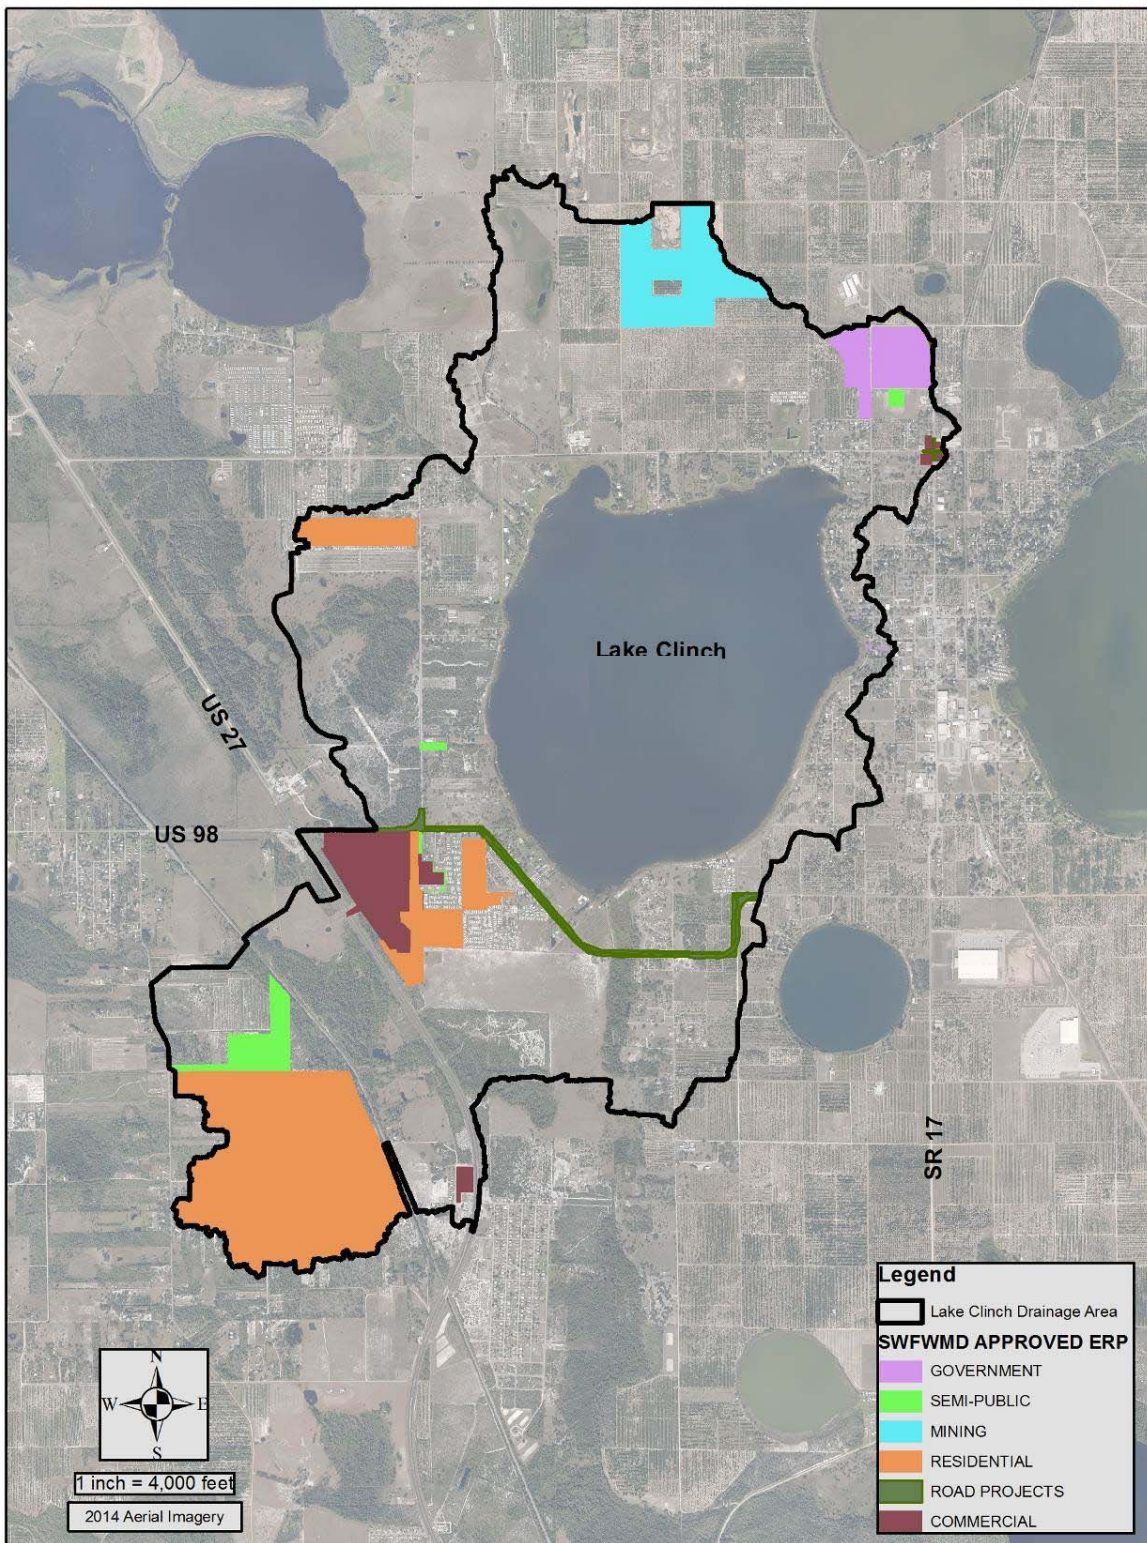 Lake Clinch
US 27
US 98
SR 17
N
W
E
S
1 inch = 4,000 feet
2014 Aerial Imagery
Legend
Lake Clinch Drainage Area
SWFWMD APPROVED ERP
GOVERNMENT
SEMI-PUBLIC
MINING
RESIDENTIAL
ROAD PROJECTS
COMMERCIAL